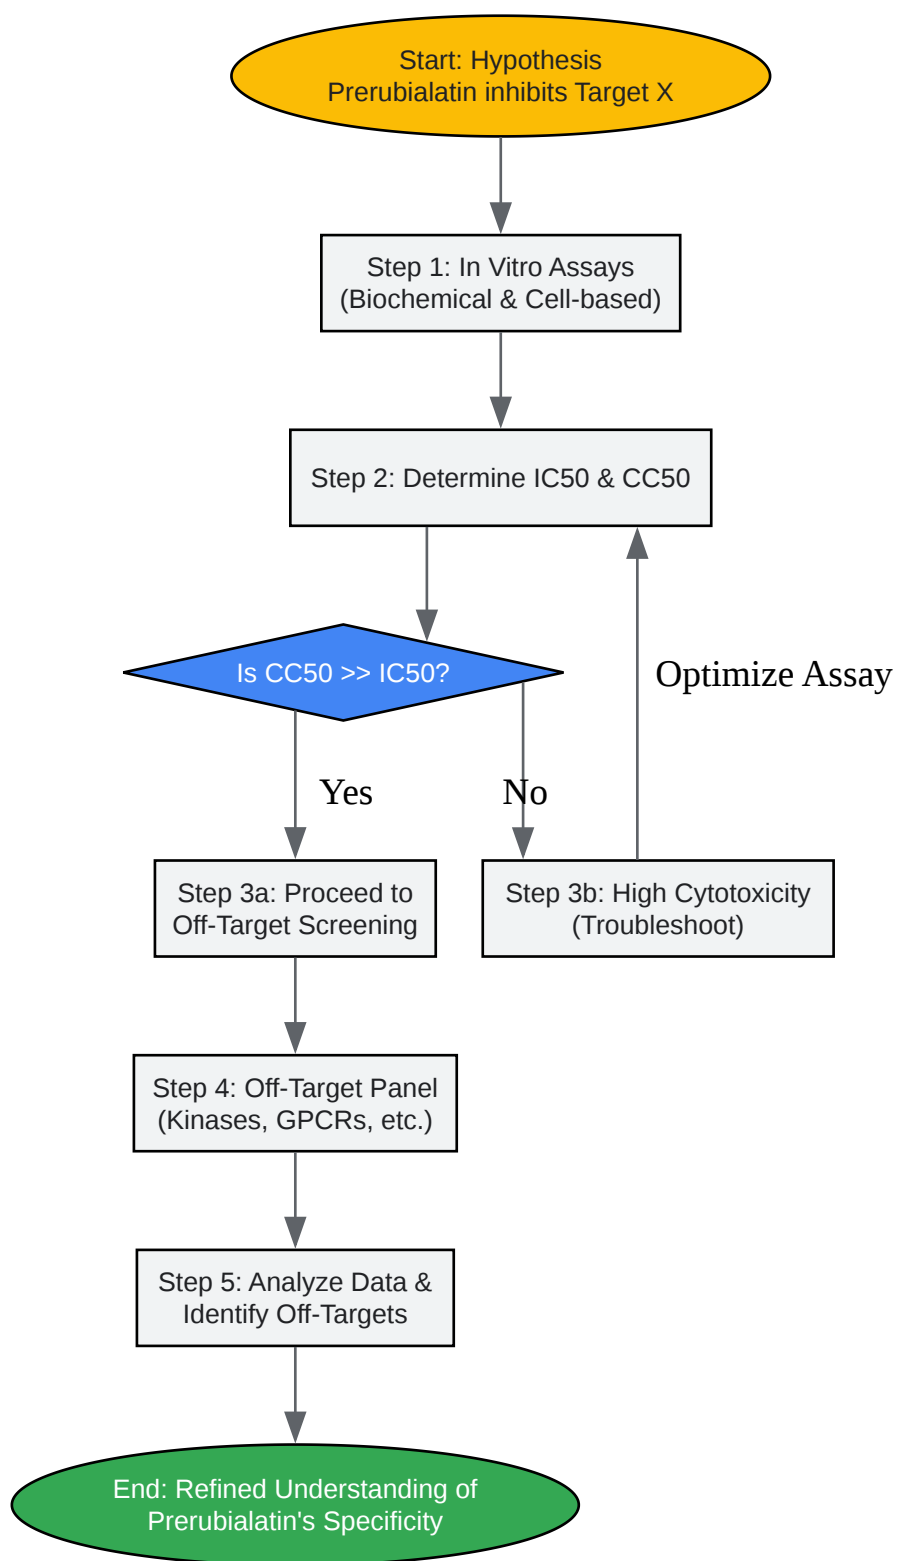 Start: Hypothesis
Prerubialatin inhibits Target X
Step 1: In Vitro Assays
(Biochemical & Cell-based)
Step 2: Determine IC50 & CC50
Is CC50 >> IC50?
Optimize Assay
Yes
No
Step 3a: Proceed to
Off-Target Screening
Step 3b: High Cytotoxicity
(Troubleshoot)
Step 4: Off-Target Panel
(Kinases, GPCRs, etc.)
Step 5: Analyze Data &
Identify Off-Targets
End: Refined Understanding of
Prerubialatin's Specificity